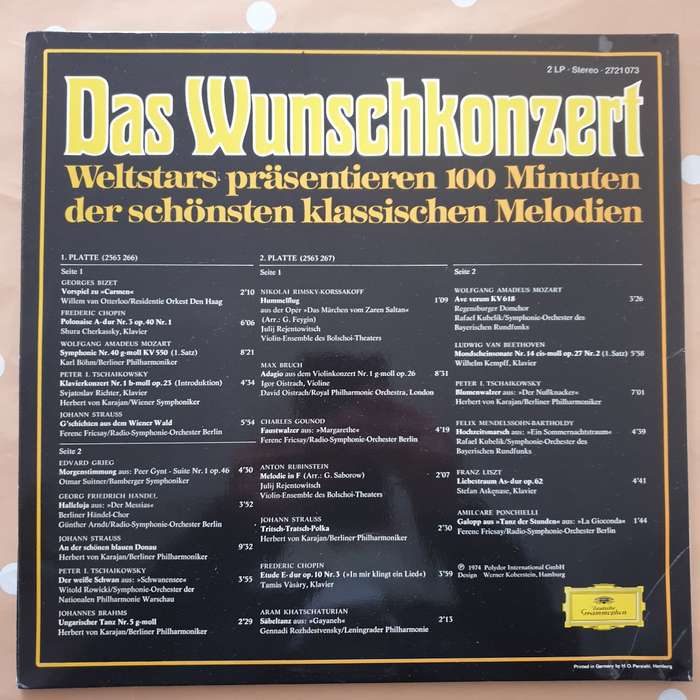 2 LP · Stereo · 2721 073
Das Wunschkonzert
Weltstars präsentieren 100 Minuten
der schönsten klassischen Melodien
1. PLATTE (2563 266)
Seite 1
GEORGES BIZET
Vorspiel zu »Carmen« 2'10
Willem van Otterloo/Residentie Orkest Den Haag
FREDERIC CHOPIN
Polonaise A-dur Nr. 3 op. 40 Nr. 1 6'06
Shura Cherkassky, Klavier
WOLFGANG AMADEUS MOZART
Symphonie Nr. 40 g-moll KV 550 (1. Satz) 8'21
Karl Böhm/Berliner Philharmoniker
PETER I. TSCHAIKOWSKY
Klavierkonzert Nr. 1 b-moll op. 23 (Introduktion) 4'34
Svjatoslav Richter, Klavier
Herbert von Karajan/Wiener Symphoniker
JOHANN STRAUSS
G'schichten aus dem Wiener Wald 5'54
Ferenc Fricsay/Radio-Symphonie-Orchester Berlin
Seite 2
EDVARD GRIEG
Morgenstimmung aus: Peer Gynt - Suite Nr. 1 op. 46 4'30
Otmar Suitner/Bamberger Symphoniker
GEORG FRIEDRICH HANDEL
Halleluja aus: »Der Messias« 3'52
Berliner Händel-Chor
Günther Arndt/Radio-Symphonie-Orchester Berlin
JOHANN STRAUSS
An der schönen blauen Donau 9'32
Herbert von Karajan/Berliner Philharmoniker
PETER I. TSCHAIKOWSKY
Der weiße Schwan aus: »Schwanensee« 3'55
Witold Rowicki/Symphonie-Orchester der
Nationalen Philharmonie Warschau
JOHANNES BRAHMS
Ungarischer Tanz Nr. 5 g-moll 2'29
Herbert von Karajan/Berliner Philharmoniker
2. PLATTE (2563 267)
Seite 1
NIKOLAI RIMSKY-KORSSAKOFF
Hummelflug 1'09
aus der Oper »Das Märchen vom Zaren Saltan«
(Arr.: G. Feygin)
Julij Rejentowitsch
Violin-Ensemble des Bolschoi-Theaters
MAX BRUCH
Adagio aus dem Violinkonzert Nr. 1 g-moll op. 26 8'31
Igor Oistrach, Violine
David Oistrach/Royal Philharmonic Orchestra, London
CHARLES GOUNOD
Faustwalzer aus: »Margarethe« 4'19
Ferenc Fricsay/Radio-Symphonie-Orchester Berlin
ANTON RUBINSTEIN
Melodie in F (Arr.: G. Saborow) 2'07
Julij Rejentowitsch
Violin-Ensemble des Bolschoi-Theaters
JOHANN STRAUSS
Tritsch-Tratsch-Polka 2'30
Herbert von Karajan/Berliner Philharmoniker
FREDERIC CHOPIN
Etude E-dur op. 10 Nr. 3 (»In mir klingt ein Lied«) 3'59
Tamás Vásáry, Klavier
ARAM KHATSCHATURIAN
Säbeltanz aus: »Gayaneh« 2'13
Gennadi Rozhdestvensky/Leningrader Philharmonie
Seite 2
WOLFGANG AMADEUS MOZART
Ave verum KV 618 3'26
Regensburger Domchor
Rafael Kubelik/Symphonie-Orchester des
Bayerischen Rundfunks
LUDWIG VAN BEETHOVEN
Mondscheinsonate Nr. 14 cis-moll op. 27 Nr. 2 (1. Satz) 5'58
Wilhelm Kempff, Klavier
PETER I. TSCHAIKOWSKY
Blumenwalzer aus: »Der Nußknacker« 7'01
Herbert von Karajan/Berliner Philharmoniker
FELIX MENDELSSOHN-BARTHOLDY
Hochzeitsmarsch aus: »Ein Sommernachtstraum« 4'39
Rafael Kubelik/Symphonie-Orchester des
Bayerischen Rundfunks
FRANZ LISZT
Liebestraum As-dur op. 62 4'41
Stefan Askenase, Klavier
AMILCARE PONCHIELLI
Galopp aus »Tanz der Stunden« aus: »La Gioconda« 1'44
Ferenc Fricsay/Radio-Symphonie-Orchester Berlin
℗ 1974 Polydor International GmbH
Design Werner Koberstein, Hamburg
Deutsche
Grammophon
Printed in Germany by H. O. Persiehl, Hamburg